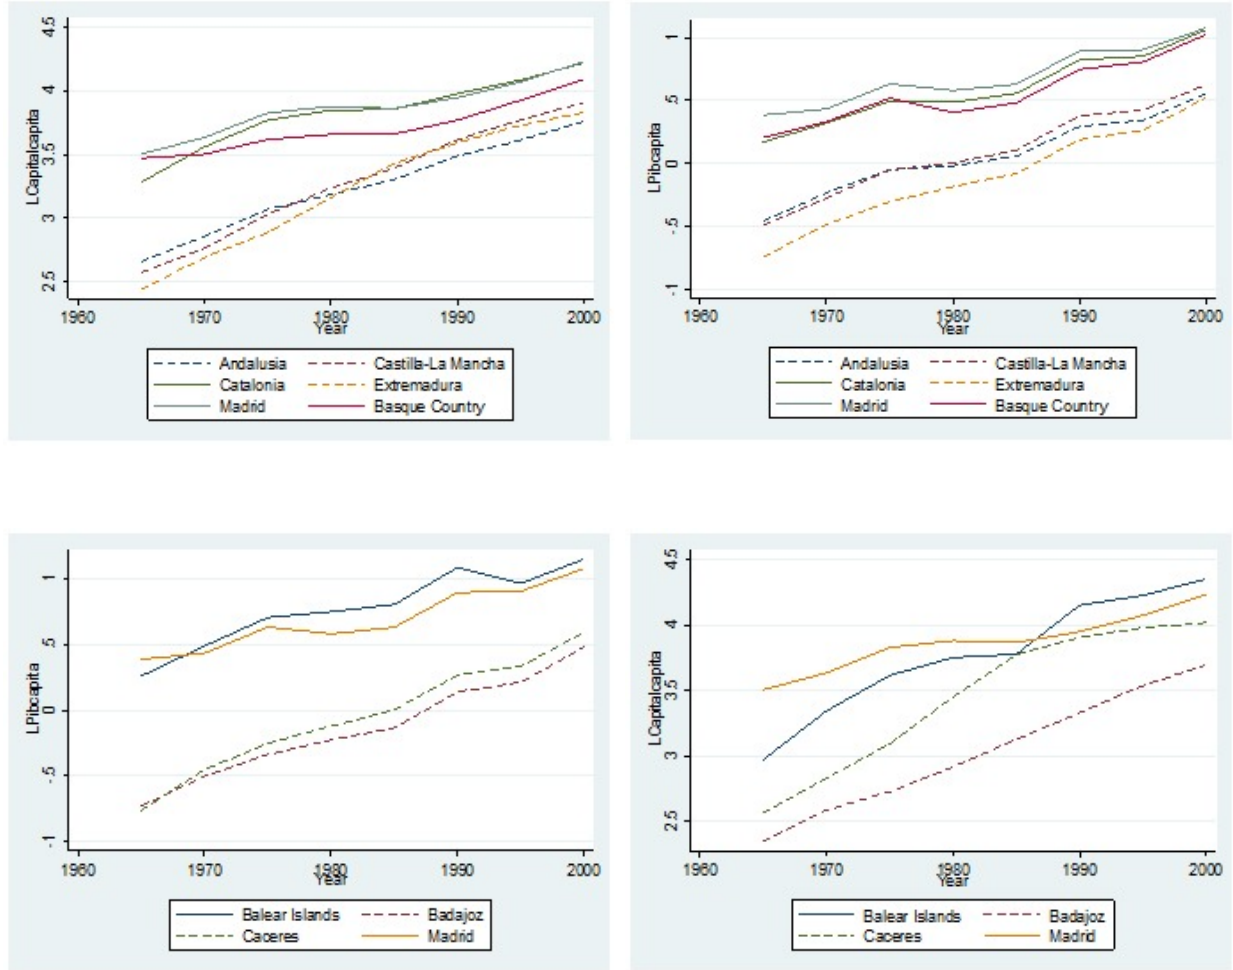 LCapitalcapita
4.5
4
3.5
3
2.5
1960 1970 1980 1990 2000
Year
Andalusia Castilla-La Mancha
Catalonia Extremadura
Madrid Basque Country
LPibcapita
1
.5
0
-.5
-1
1960 1970 1980 1990 2000
Year
Andalusia Castilla-La Mancha
Catalonia Extremadura
Madrid Basque Country
LPibcapita
1
.5
0
-.5
-1
1960 1970 1980 1990 2000
Year
Balear Islands Badajoz
Caceres Madrid
LCapitalcapita
4.5
4
3.5
3
2.5
1960 1970 1980 1990 2000
Year
Balear Islands Badajoz
Caceres Madrid